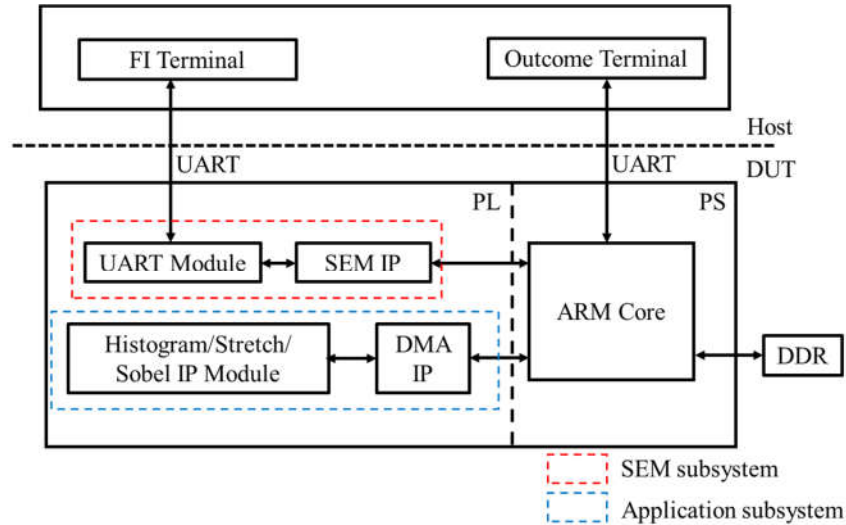 FI Terminal
Outcome Terminal
Host
UART
UART
DUT
PL
PS
UART Module
SEM IP
ARM Core
Histogram/Stretch/
Sobel IP Module
DMA
IP
DDR
SEM subsystem
Application subsystem